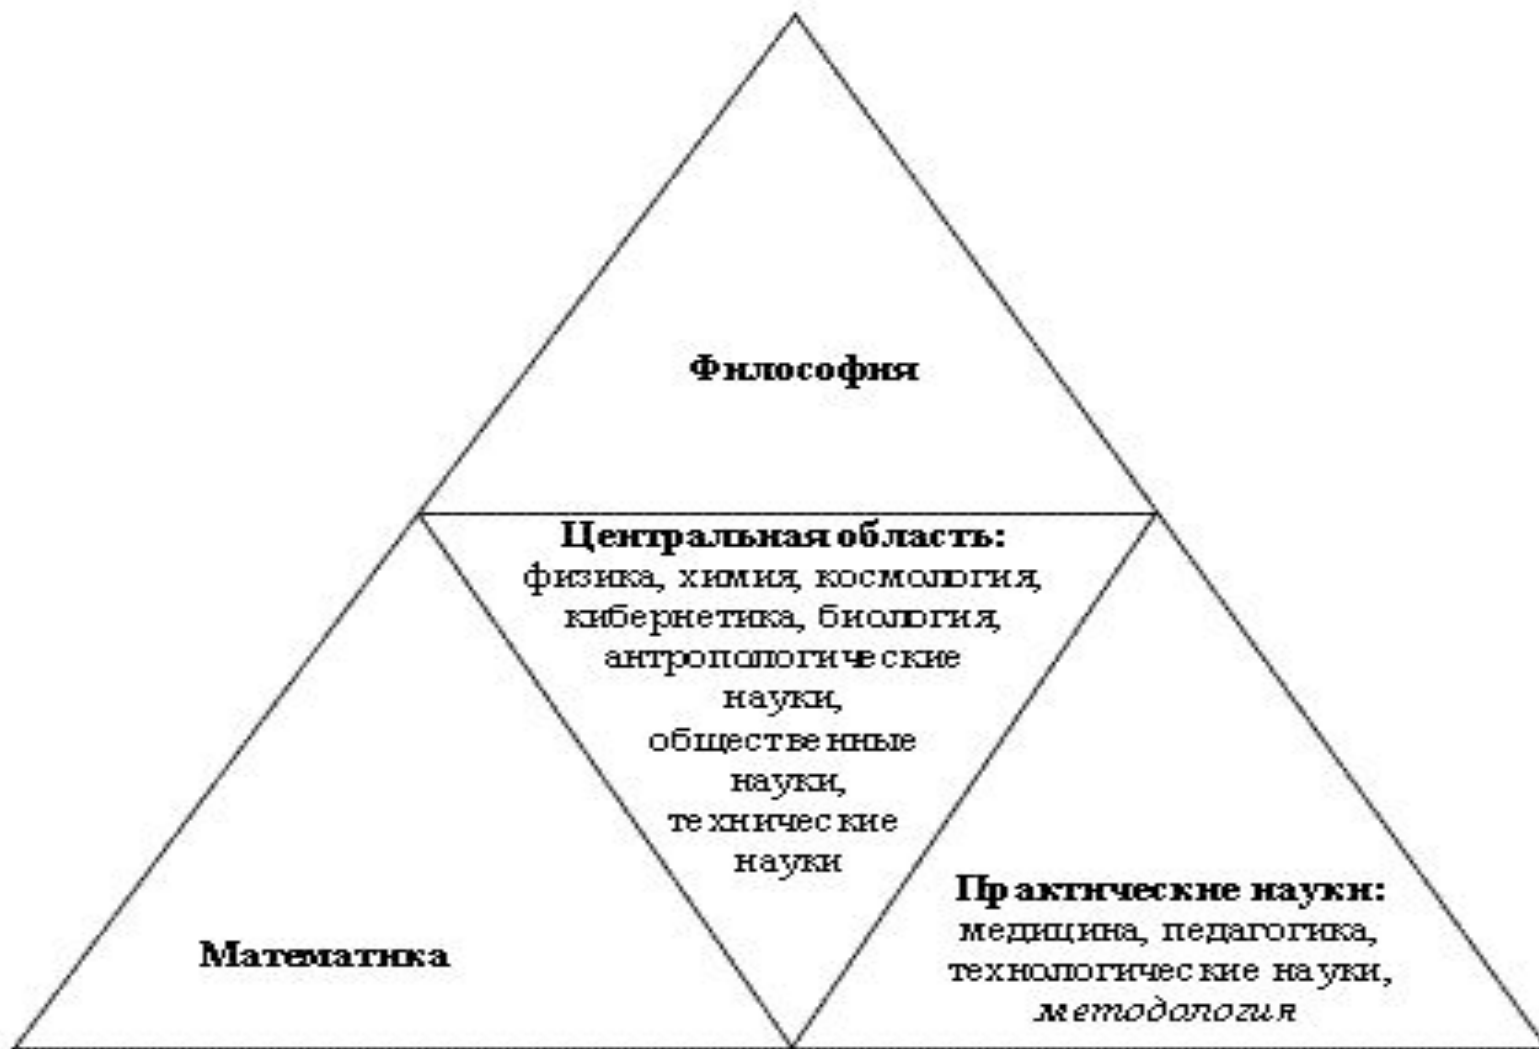 Философия
Центральная область:
физика, химия, космология,
кибернетика, биология,
антропологические
науки,
общественные
науки,
технические
науки
Практические науки:
медицина, педагогика,
технологические науки,
методология
Математика